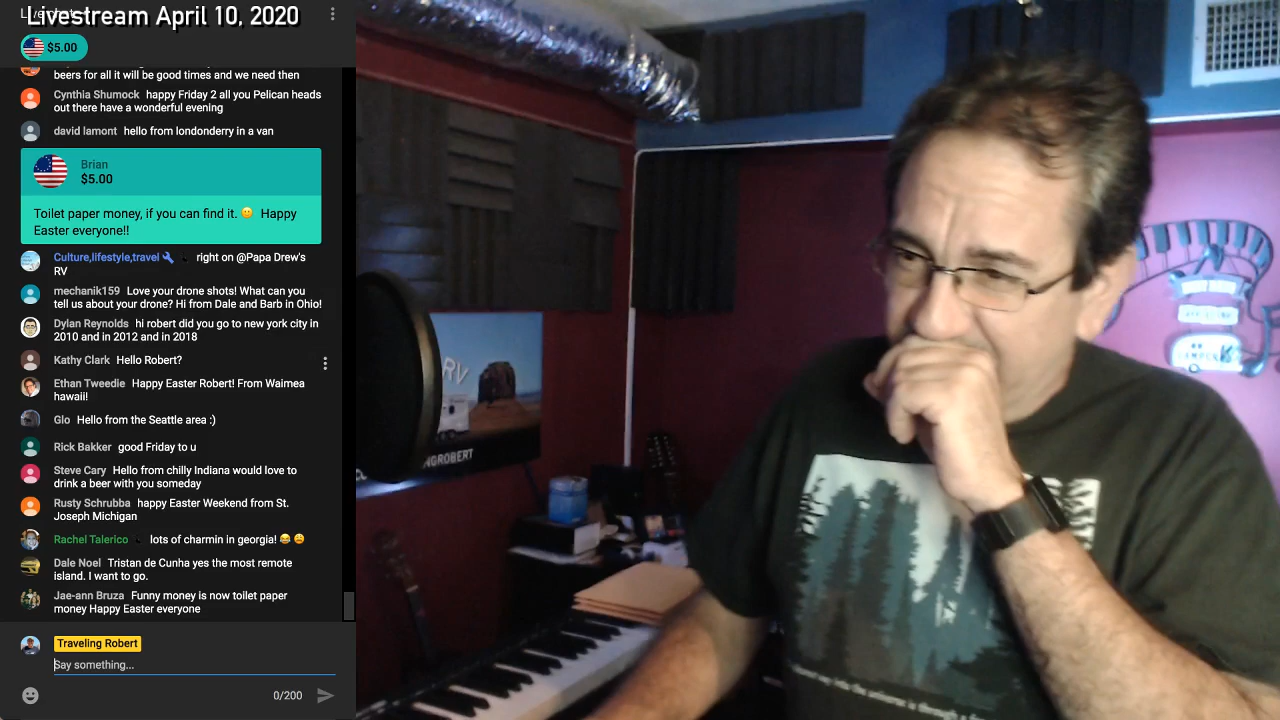 Livestream April 10, 2020
$5.00
beers for all it will be good times and we need then
Cynthia Shumock happy Friday 2 all you Pelican heads
out there have a wonderful evening
david lamont hello from londonderry in a van
Brian
$5.00
Toilet paper money, if you can find it. 😬 Happy
Easter everyone!!
Culture,lifestyle,travel right on @Papa Drew's
RV
mechanik159 Love your drone shots! What can you
tell us about your drone? Hi from Dale and Barb in Ohio!
Dylan Reynolds hi robert did you go to new york city in
2010 and in 2012 and in 2018
Kathy Clark Hello Robert?
Ethan Tweedie Happy Easter Robert! From Waimea
hawaii!
Glo Hello from the Seattle area :)
Rick Bakker good Friday to u
Steve Cary Hello from chilly Indiana would love to
drink a beer with you someday
Rusty Schrubba happy Easter Weekend from St.
Joseph Michigan
Rachel Talerico lots of charmin in georgia! 😂 😩
Dale Noel Tristan de Cunha yes the most remote
island. I want to go.
Jae-ann Bruza Funny money is now toilet paper
money Happy Easter everyone
Traveling Robert
Say something...
0/200
RV
NGROBERT
CAMPER
into the universe is through a